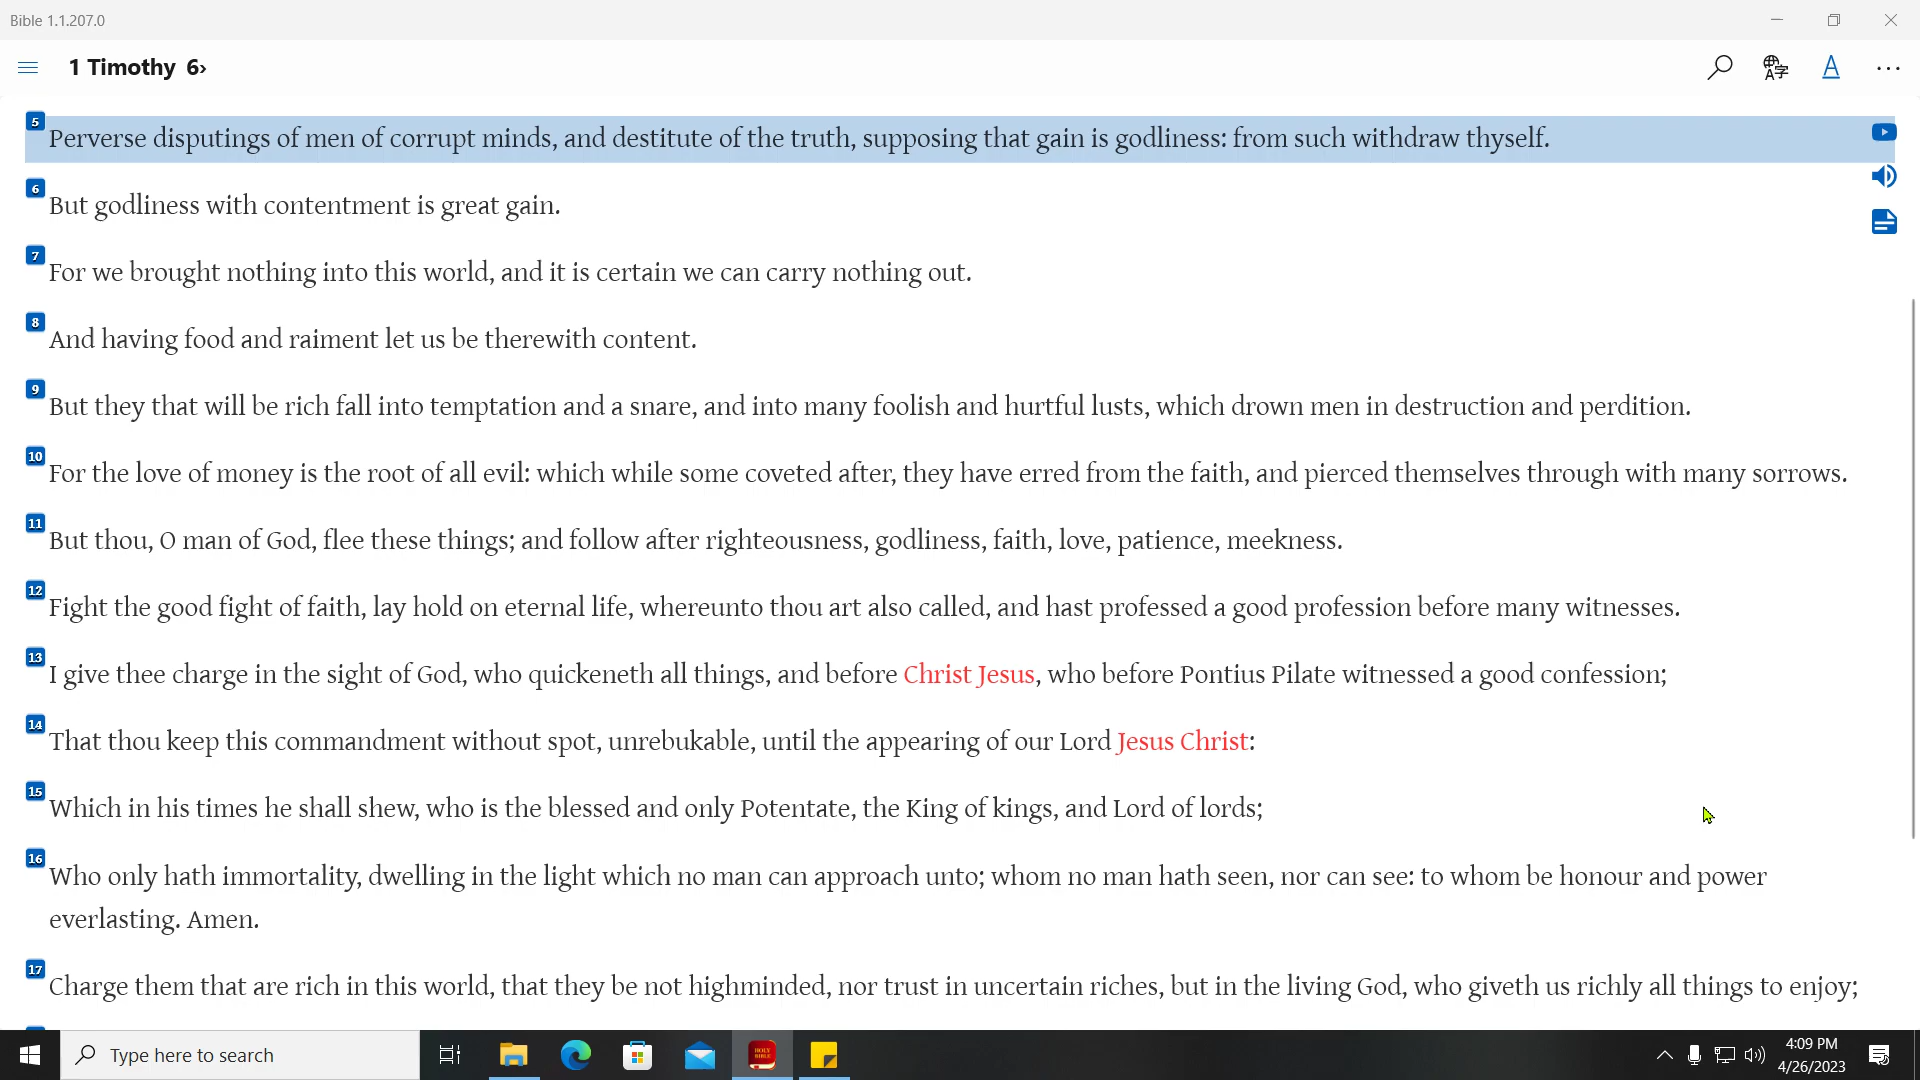 Bible 1.1.207.0
1 Timothy 6›
5 Perverse disputings of men of corrupt minds, and destitute of the truth, supposing that gain is godliness: from such withdraw thyself.
6 But godliness with contentment is great gain.
7 For we brought nothing into this world, and it is certain we can carry nothing out.
8 And having food and raiment let us be therewith content.
9 But they that will be rich fall into temptation and a snare, and into many foolish and hurtful lusts, which drown men in destruction and perdition.
10 For the love of money is the root of all evil: which while some coveted after, they have erred from the faith, and pierced themselves through with many sorrows.
11 But thou, O man of God, flee these things; and follow after righteousness, godliness, faith, love, patience, meekness.
12 Fight the good fight of faith, lay hold on eternal life, whereunto thou art also called, and hast professed a good profession before many witnesses.
13 I give thee charge in the sight of God, who quickeneth all things, and before Christ Jesus, who before Pontius Pilate witnessed a good confession;
14 That thou keep this commandment without spot, unrebukable, until the appearing of our Lord Jesus Christ:
15 Which in his times he shall shew, who is the blessed and only Potentate, the King of kings, and Lord of lords;
16 Who only hath immortality, dwelling in the light which no man can approach unto; whom no man hath seen, nor can see: to whom be honour and power
everlasting. Amen.
17 Charge them that are rich in this world, that they be not highminded, nor trust in uncertain riches, but in the living God, who giveth us richly all things to enjoy;
Type here to search
HOLY BIBLE
4:09 PM
4/26/2023